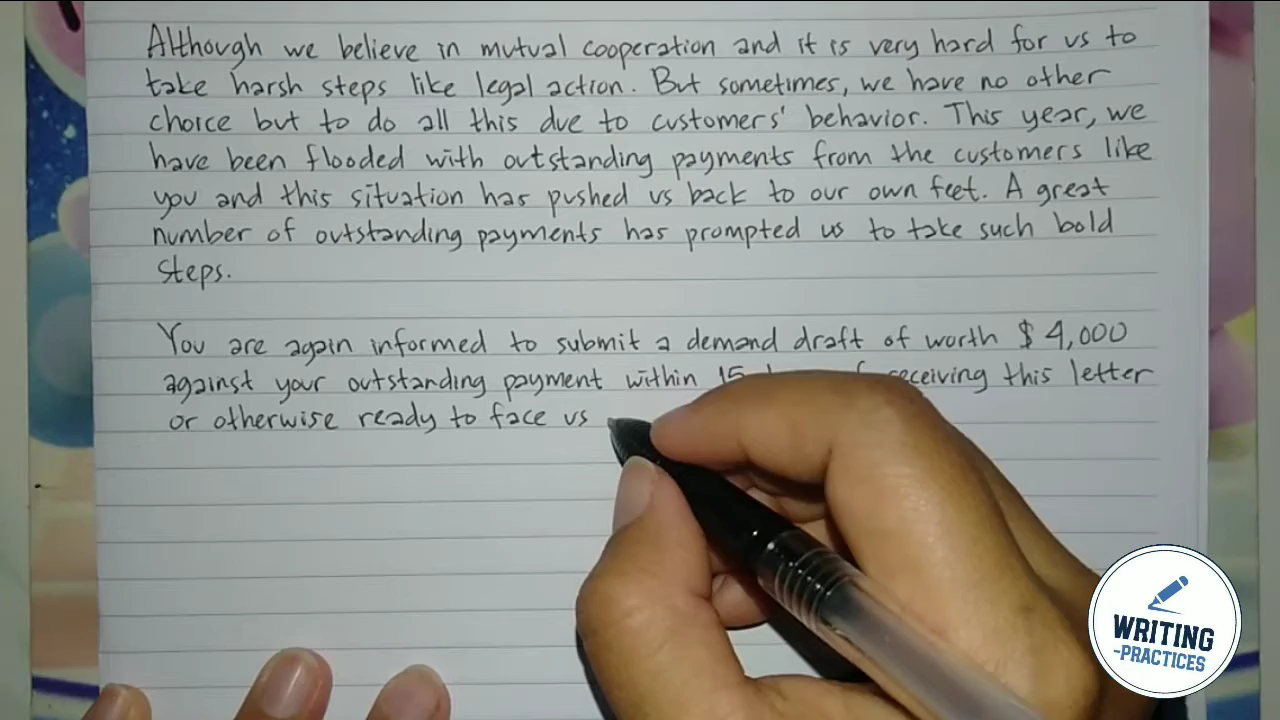 Although we believe in mutual cooperation and it is very hard for us to
take harsh steps like legal action. But sometimes, we have no other
choice but to do all this due to customers' behavior. This year, we
have been flooded with outstanding payments from the customers like
you and this situation has pushed us back to our own feet. A great
number of outstanding payments has prompted us to take such bold
steps.
You are again informed to submit a demand draft of worth $ 4,000
against your outstanding payment within 15 receiving this letter
or otherwise ready to face us
WRITING
-PRACTICES